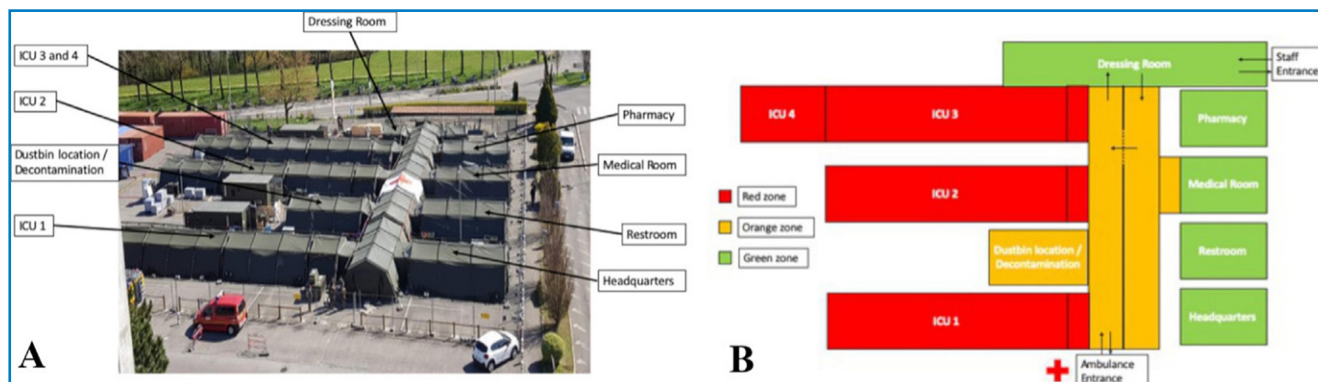 Dressing Room
ICU 3 and 4
ICU 2
Dustbin location /
Decontamination
ICU 1
Pharmacy
Medical Room
Restroom
Headquarters
A
Dressing Room
Staff
Entrance
ICU 4
ICU 3
Pharmacy
ICU 2
Medical Room
Red zone
Orange zone
Green zone
Dustbin location /
Decontamination
Restroom
ICU 1
Headquarters
B
Ambulance
Entrance